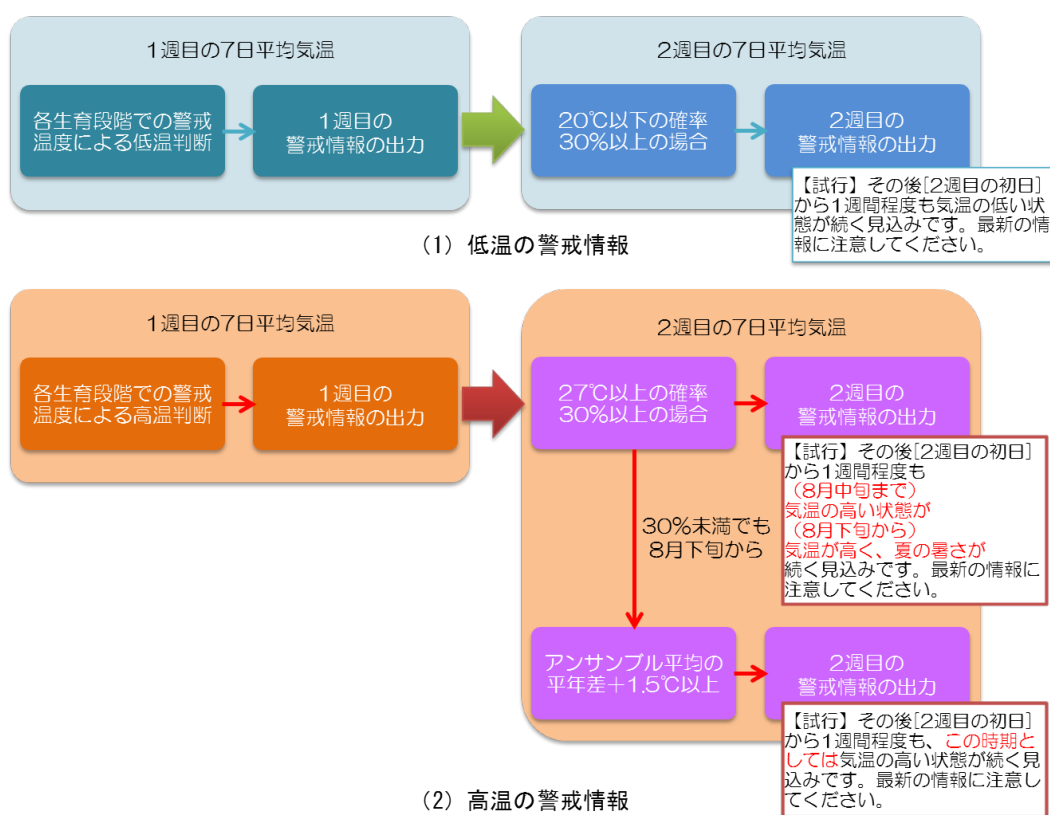 1週目の7日平均気温
各生育段階での警戒
温度による低温判断
1週目の
警戒情報の出力
2週目の7日平均気温
20℃以下の確率
30%以上の場合
2週目の
警戒情報の出力
【試行】その後[2週目の初日]
から1週間程度も気温の低い状
態が続く見込みです。最新の情
報に注意してください。
(1) 低温の警戒情報
1週目の7日平均気温
各生育段階での警戒
温度による高温判断
1週目の
警戒情報の出力
2週目の7日平均気温
27℃以上の確率
30%以上の場合
2週目の
警戒情報の出力
【試行】その後[2週目の初日]
から1週間程度も
(8月中旬まで)
気温の高い状態が
(8月下旬から)
気温が高く、夏の暑さが
続く見込みです。最新の情報に
注意してください。
30%未満でも
8月下旬から
アンサンブル平均の
平年差+1.5℃以上
2週目の
警戒情報の出力
【試行】その後[2週目の初日]
から1週間程度も、この時期と
しては気温の高い状態が続く見
込みです。最新の情報に注意し
てください。
(2) 高温の警戒情報